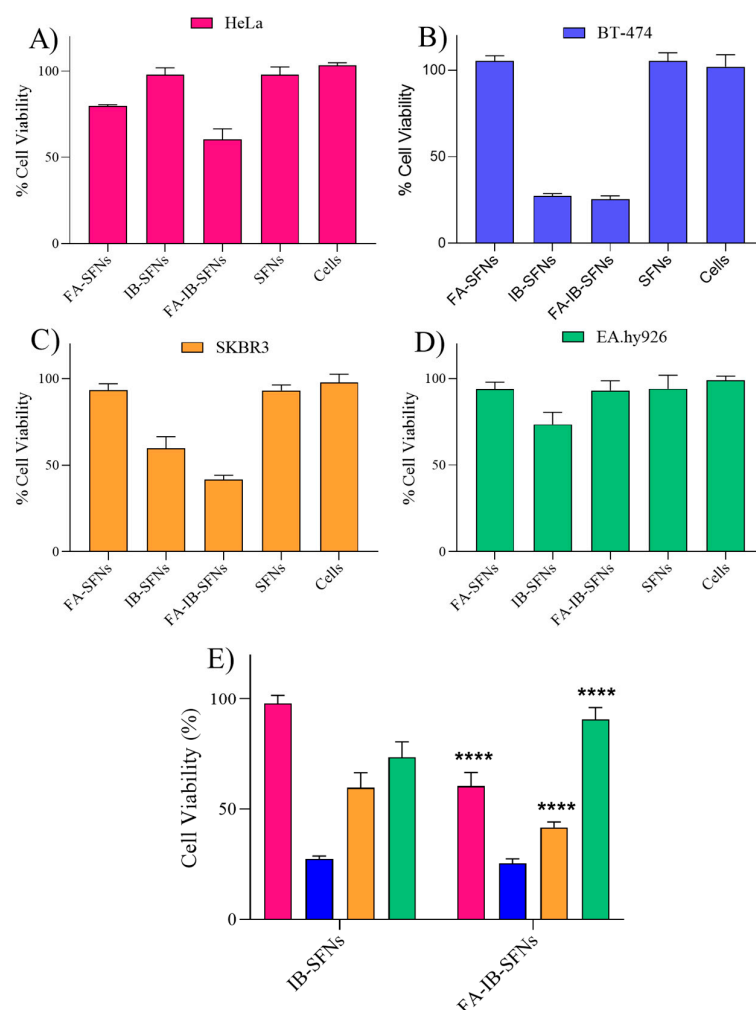 A)
HeLa
% Cell Viability
100
50
0
FA-SFNs
IB-SFNs
FA-IB-SFNs
SFNs
Cells
B)
BT-474
% Cell Viability
100
50
0
FA-SFNs
IB-SFNs
FA-IB-SFNs
SFNs
Cells
C)
SKBR3
% Cell Viability
100
50
0
FA-SFNs
IB-SFNs
FA-IB-SFNs
SFNs
Cells
D)
EA.hy926
% Cell Viability
100
50
0
FA-SFNs
IB-SFNs
FA-IB-SFNs
SFNs
Cells
E)
Cell Viability (%)
100
50
0
****
****
****
IB-SFNs
FA-IB-SFNs